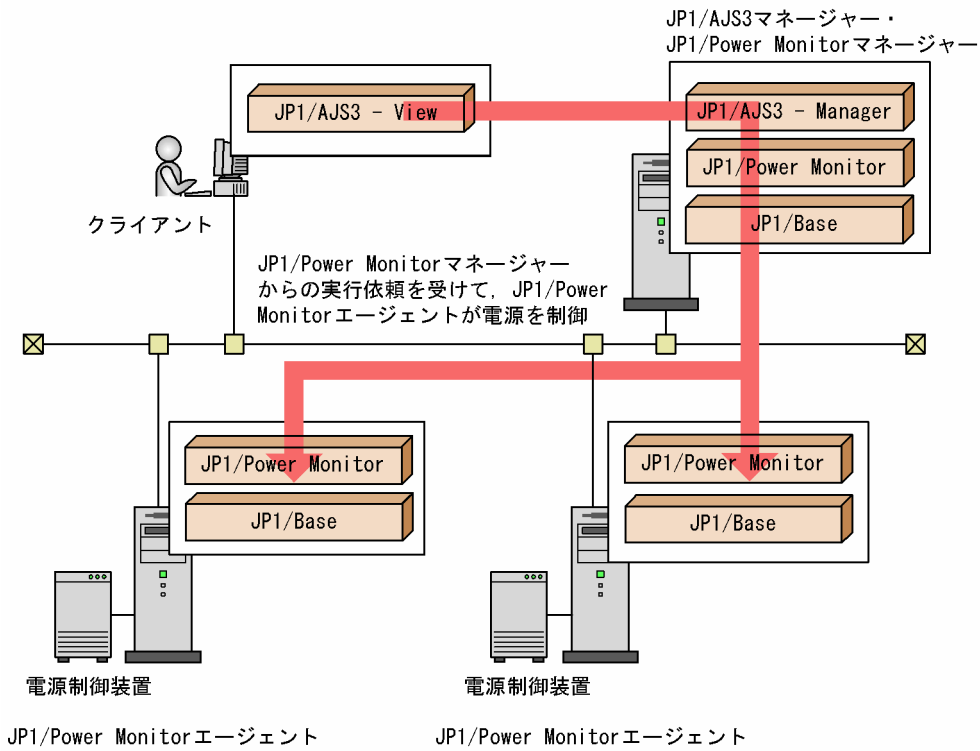 JP1/AJS3マネージャー・
JP1/Power Monitorマネージャー
JP1/AJS3 － View
JP1/AJS3 － Manager
JP1/Power Monitor
JP1/Base
クライアント
JP1/Power Monitorマネージャー
からの実行依頼を受けて，JP1/Power
Monitorエージェントが電源を制御
JP1/Power Monitor
JP1/Base
JP1/Power Monitor
JP1/Base
電源制御装置
電源制御装置
JP1/Power Monitorエージェント
JP1/Power Monitorエージェント